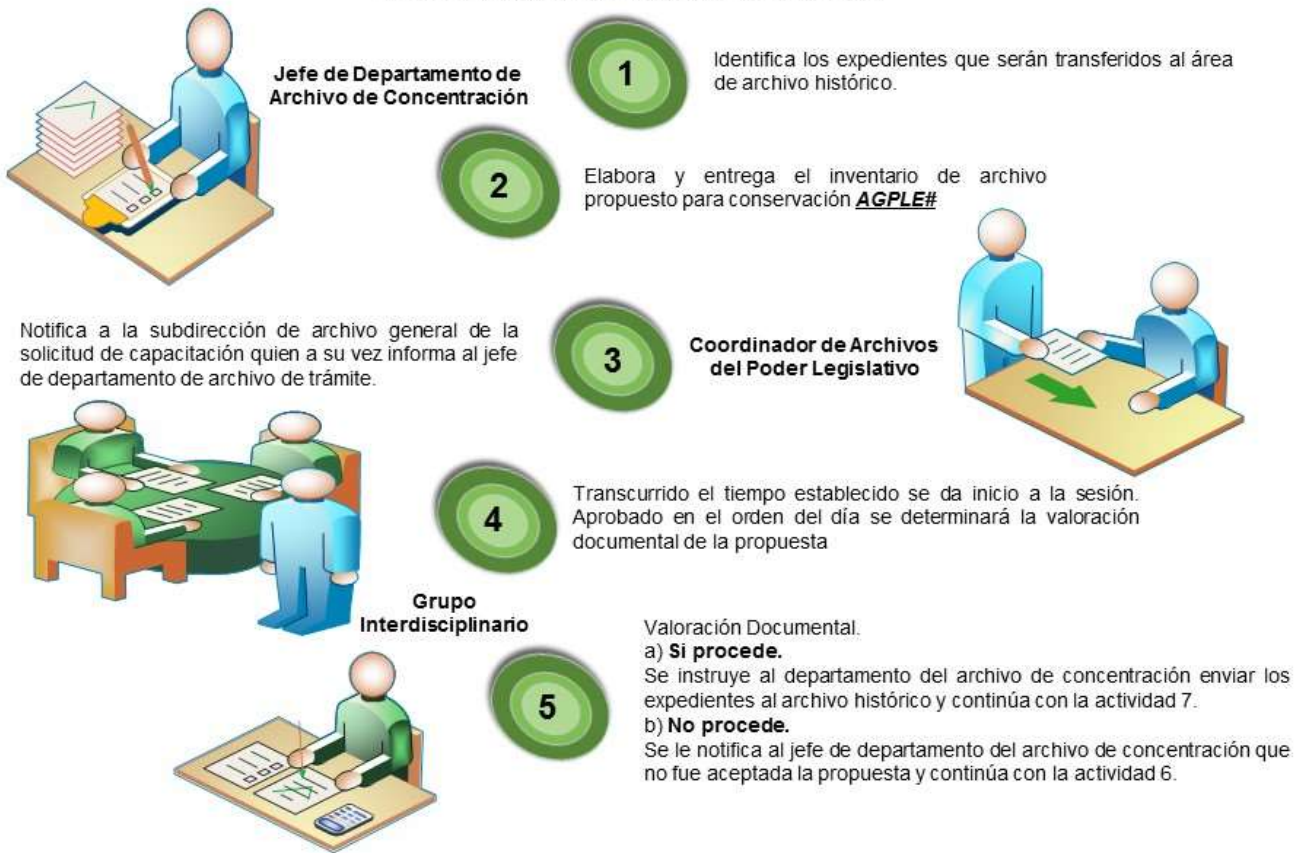 Jefe de Departamento de
Archivo de Concentración
1
Identifica los expedientes que serán transferidos al área
de archivo histórico.
2
Elabora y entrega el inventario de archivo
propuesto para conservación AGPLE#
Notifica a la subdirección de archivo general de la
solicitud de capacitación quien a su vez informa al jefe
de departamento de archivo de trámite.
3
Coordinador de Archivos
del Poder Legislativo
4
Transcurrido el tiempo establecido se da inicio a la sesión.
Aprobado en el orden del día se determinará la valoración
documental de la propuesta
Grupo
Interdisciplinario
5
Valoración Documental.
a) Si procede.
Se instruye al departamento del archivo de concentración enviar los
expedientes al archivo histórico y continúa con la actividad 7.
b) No procede.
Se le notifica al jefe de departamento del archivo de concentración que
no fue aceptada la propuesta y continúa con la actividad 6.